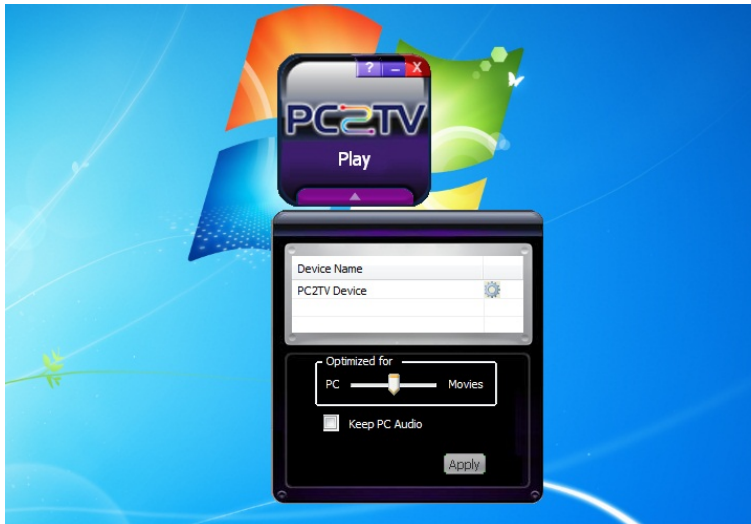 ? – X
PC2TV
Play
Device Name
PC2TV Device
Optimized for
PC Movies
Keep PC Audio
Apply